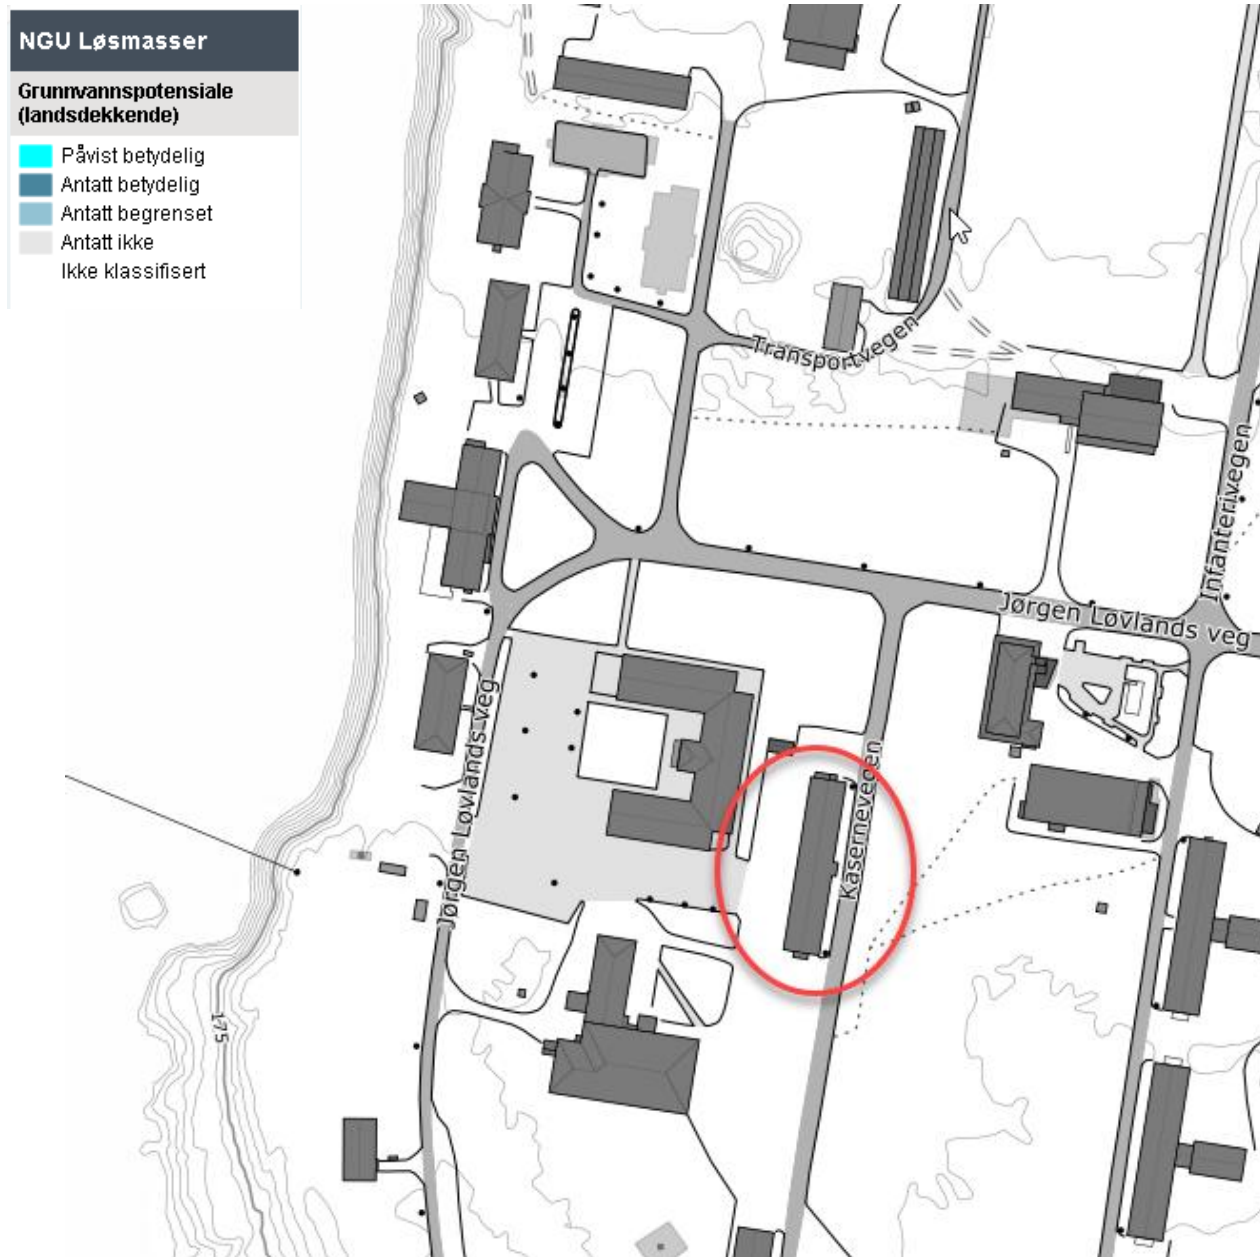 NGU Løsmasser
Grunnvannspotensiale
(landsdekkende)
Påvist betydelig
Antatt betydelig
Antatt begrenset
Antatt ikke
Ikke klassifisert
Transportvegen
Infanterivegen
Jørgen Løvlands veg
Jørgen Løvlands veg
Kasernevegen
175